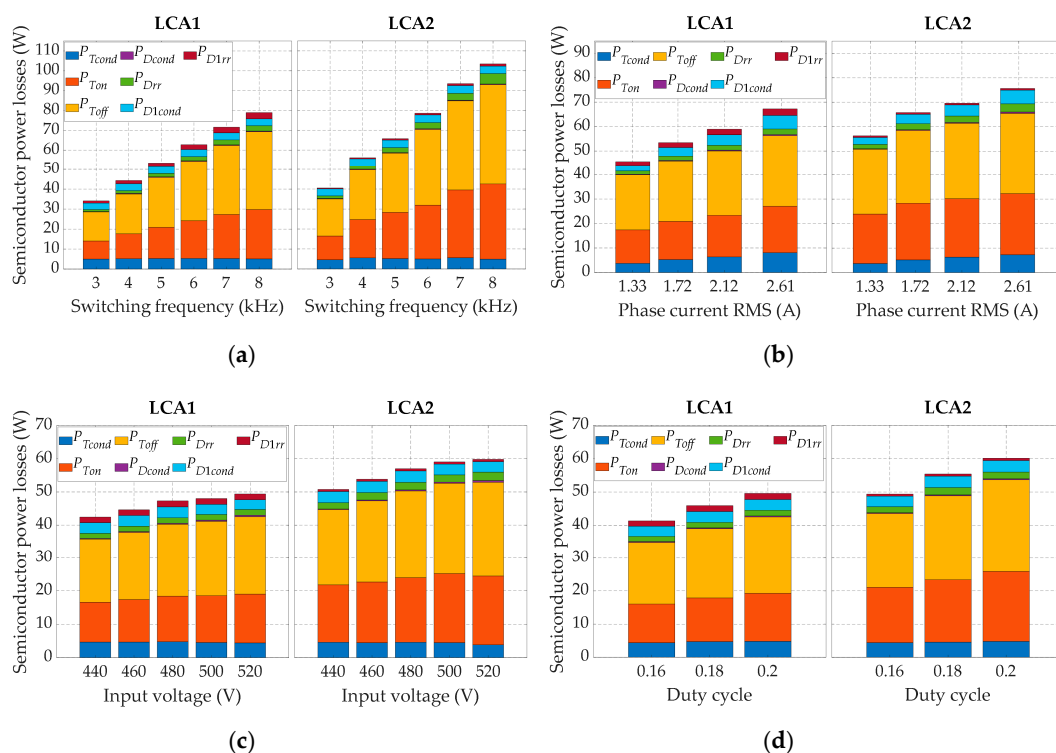 LCA1 LCA2
Semiconductor power losses (W)
110
100
90
80
70
60
50
40
30
20
10
0
P_Tcond P_Dcond P_D1rr
P_Ton P_Drr
P_Toff P_D1cond
3 4 5 6 7 8 3 4 5 6 7 8
Switching frequency (kHz) Switching frequency (kHz)
(a)
LCA1 LCA2
Semiconductor power losses (W)
90
80
70
60
50
40
30
20
10
0
P_Tcond P_Toff P_Drr P_D1rr
P_Ton P_Dcond P_D1cond
1.33 1.72 2.12 2.61 1.33 1.72 2.12 2.61
Phase current RMS (A) Phase current RMS (A)
(b)
LCA1 LCA2
Semiconductor power losses (W)
70
60
50
40
30
20
10
0
P_Tcond P_Toff P_Drr P_D1rr
P_Ton P_Dcond P_D1cond
440 460 480 500 520 440 460 480 500 520
Input voltage (V) Input voltage (V)
(c)
LCA1 LCA2
Semiconductor power losses (W)
70
60
50
40
30
20
10
0
P_Tcond P_Toff P_Drr P_D1rr
P_Ton P_Dcond P_D1cond
0.16 0.18 0.2 0.16 0.18 0.2
Duty cycle Duty cycle
(d)